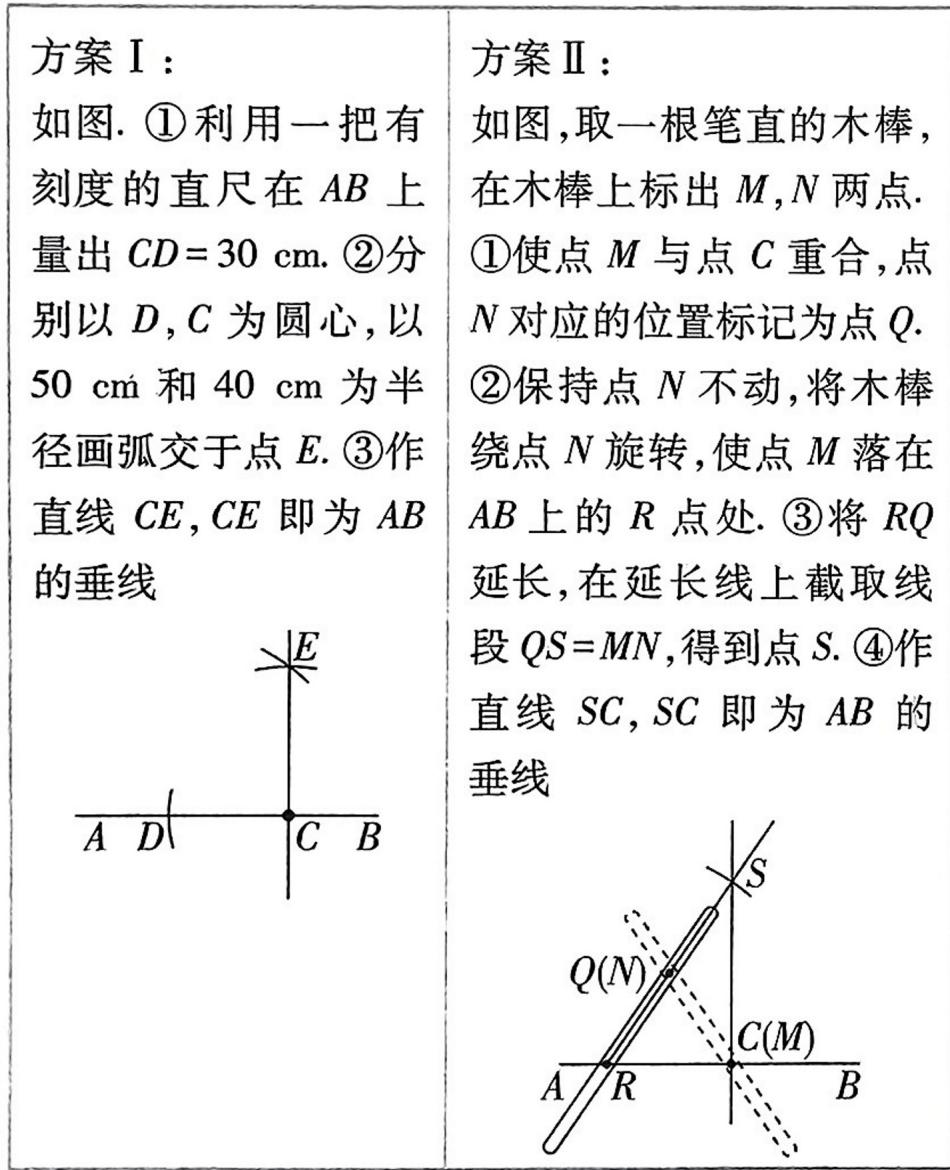 方案Ⅰ：
如图. ①利用一把有
刻度的直尺在 AB 上
量出 CD=30 cm. ②分
别以 D,C 为圆心,以
50 cm 和 40 cm 为半
径画弧交于点 E. ③作
直线 CE,CE 即为 AB
的垂线
E
A D C B
方案Ⅱ：
如图,取一根笔直的木棒,
在木棒上标出 M,N 两点.
①使点 M 与点 C 重合,点
N 对应的位置标记为点 Q.
②保持点 N 不动,将木棒
绕点 N 旋转,使点 M 落在
AB 上的 R 点处. ③将 RQ
延长,在延长线上截取线
段 QS=MN,得到点 S. ④作
直线 SC,SC 即为 AB 的
垂线
S
Q(N)
C(M)
A R B